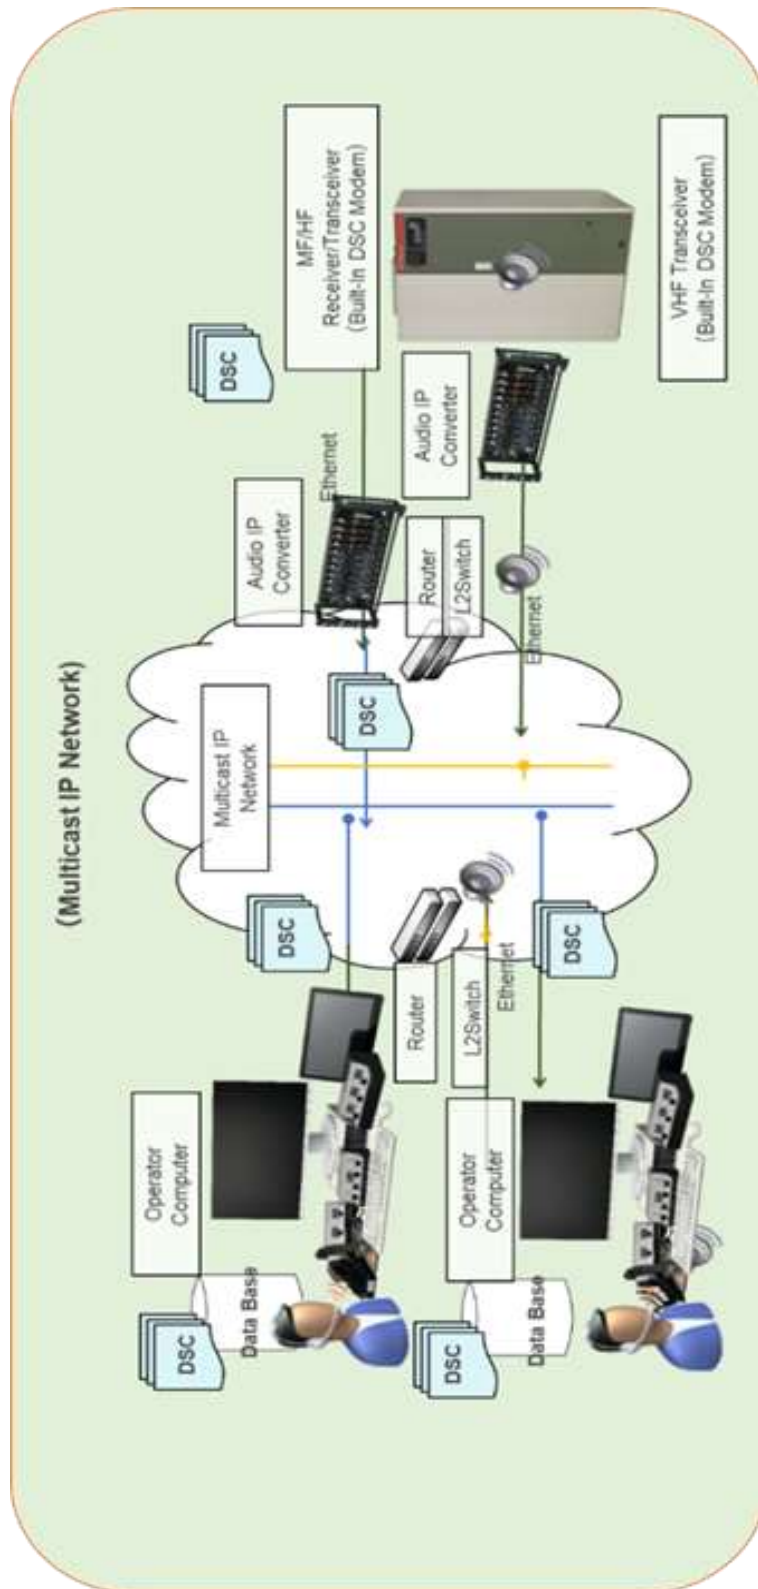 (Multicast IP Network)
DSC
Data Base
Operator
Computer
DSC
Multicast IP
Network
Audio IP
Converter
Ethernet
DSC
MF/HF
Receiver/Transceiver
(Built-In DSC Modem)
DSC
Router
L2Switch
Router
L2Switch
Audio IP
Converter
DSC
Data Base
Operator
Computer
Ethernet
DSC
Ethernet
VHF Transceiver
(Built-In DSC Modem)